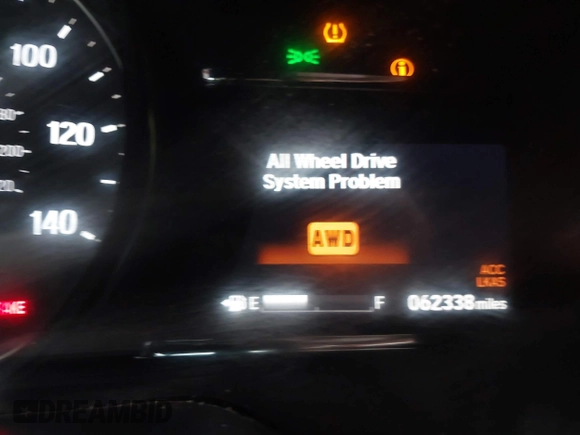 100
120
140
All Wheel Drive
System Problem
AWD
ACC
LKAS
E F 062338 miles
DREAMBID